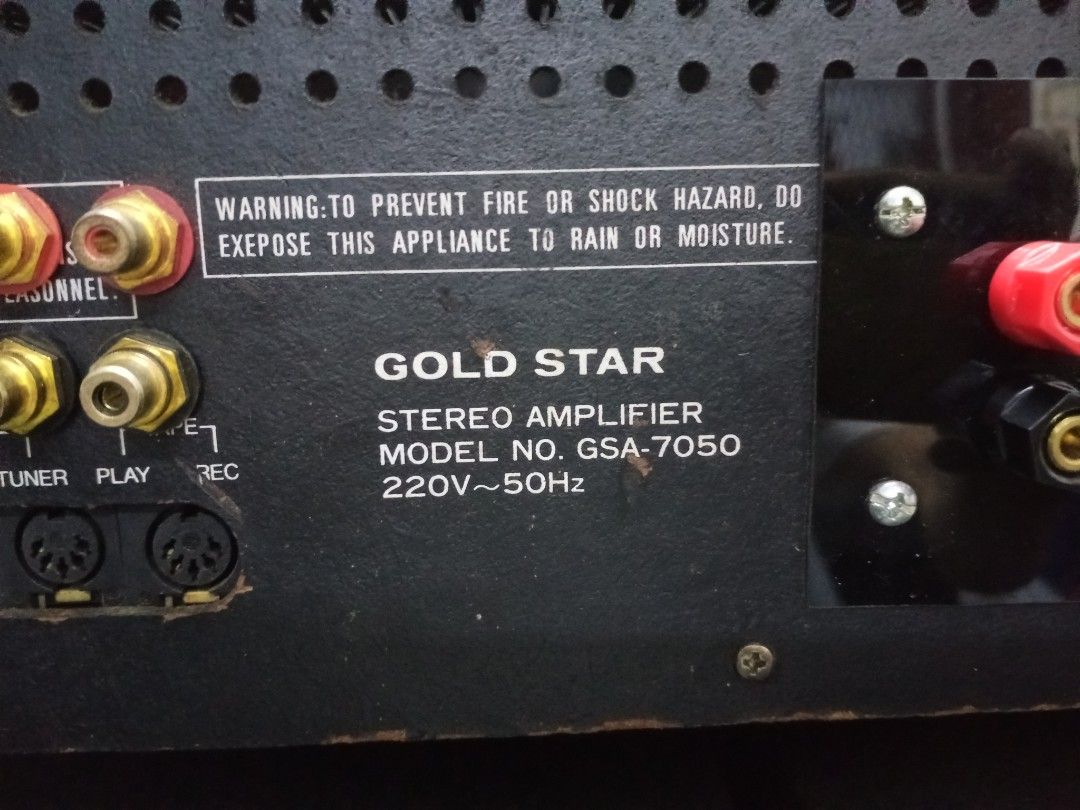 WARNING:TO PREVENT FIRE OR SHOCK HAZARD, DO
EXEPOSE THIS APPLIANCE TO RAIN OR MOISTURE.
GOLD STAR
STEREO AMPLIFIER
MODEL NO. GSA-7050
220V~50Hz
TUNER PLAY REC